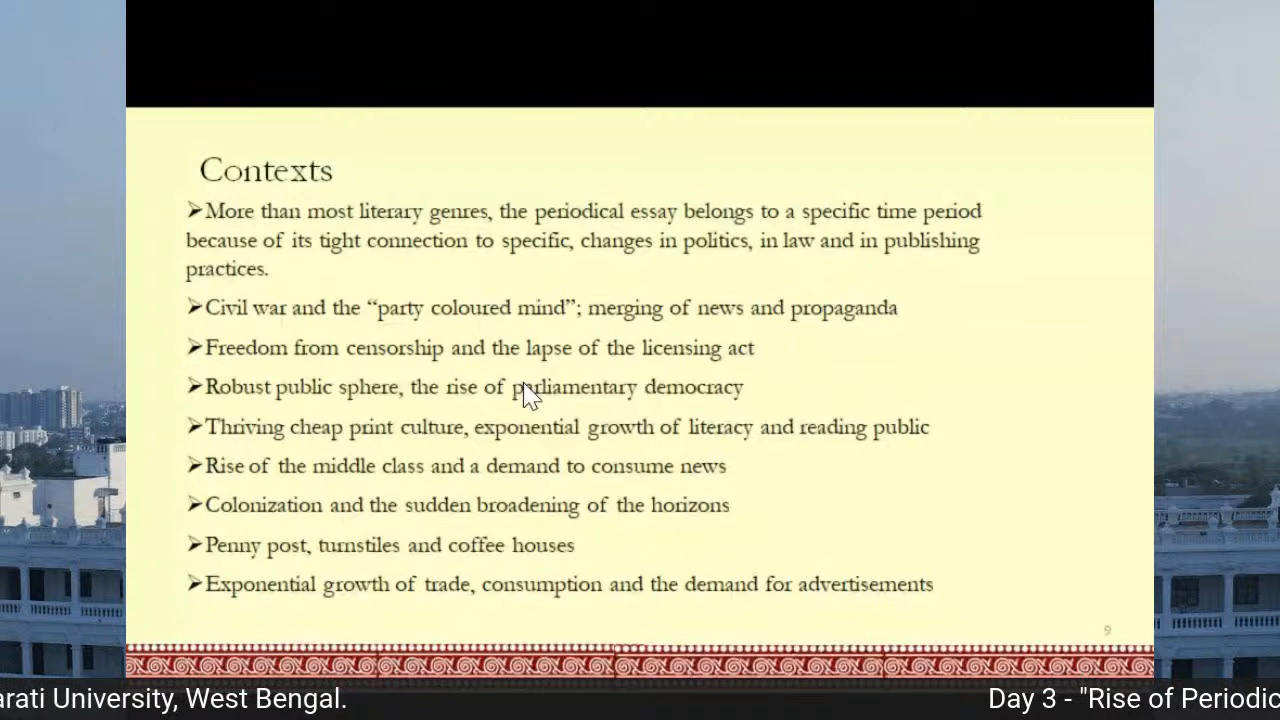 Contexts
➢More than most literary genres, the periodical essay belongs to a specific time period
because of its tight connection to specific, changes in politics, in law and in publishing
practices.
➢Civil war and the “party coloured mind”; merging of news and propaganda
➢Freedom from censorship and the lapse of the licensing act
➢Robust public sphere, the rise of parliamentary democracy
➢Thriving cheap print culture, exponential growth of literacy and reading public
➢Rise of the middle class and a demand to consume news
➢Colonization and the sudden broadening of the horizons
➢Penny post, turnstiles and coffee houses
➢Exponential growth of trade, consumption and the demand for advertisements
9
arati University, West Bengal. Day 3 - "Rise of Periodic